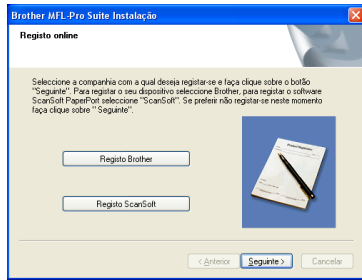 Brother MFL-Pro Suite Instalação
Registo online
Seleccione a companhia com a qual deseja registar-se e faça clique sobre o botão
"Seguinte". Para registar o seu dispositivo seleccione Brother, para registar o software
ScanSoft PaperPort seleccione "ScanSoft". Se preferir não registar-se neste momento
faça clique sobre " Seguinte".
Registo Brother
Registo ScanSoft
< Anterior
Seguinte >
Cancelar